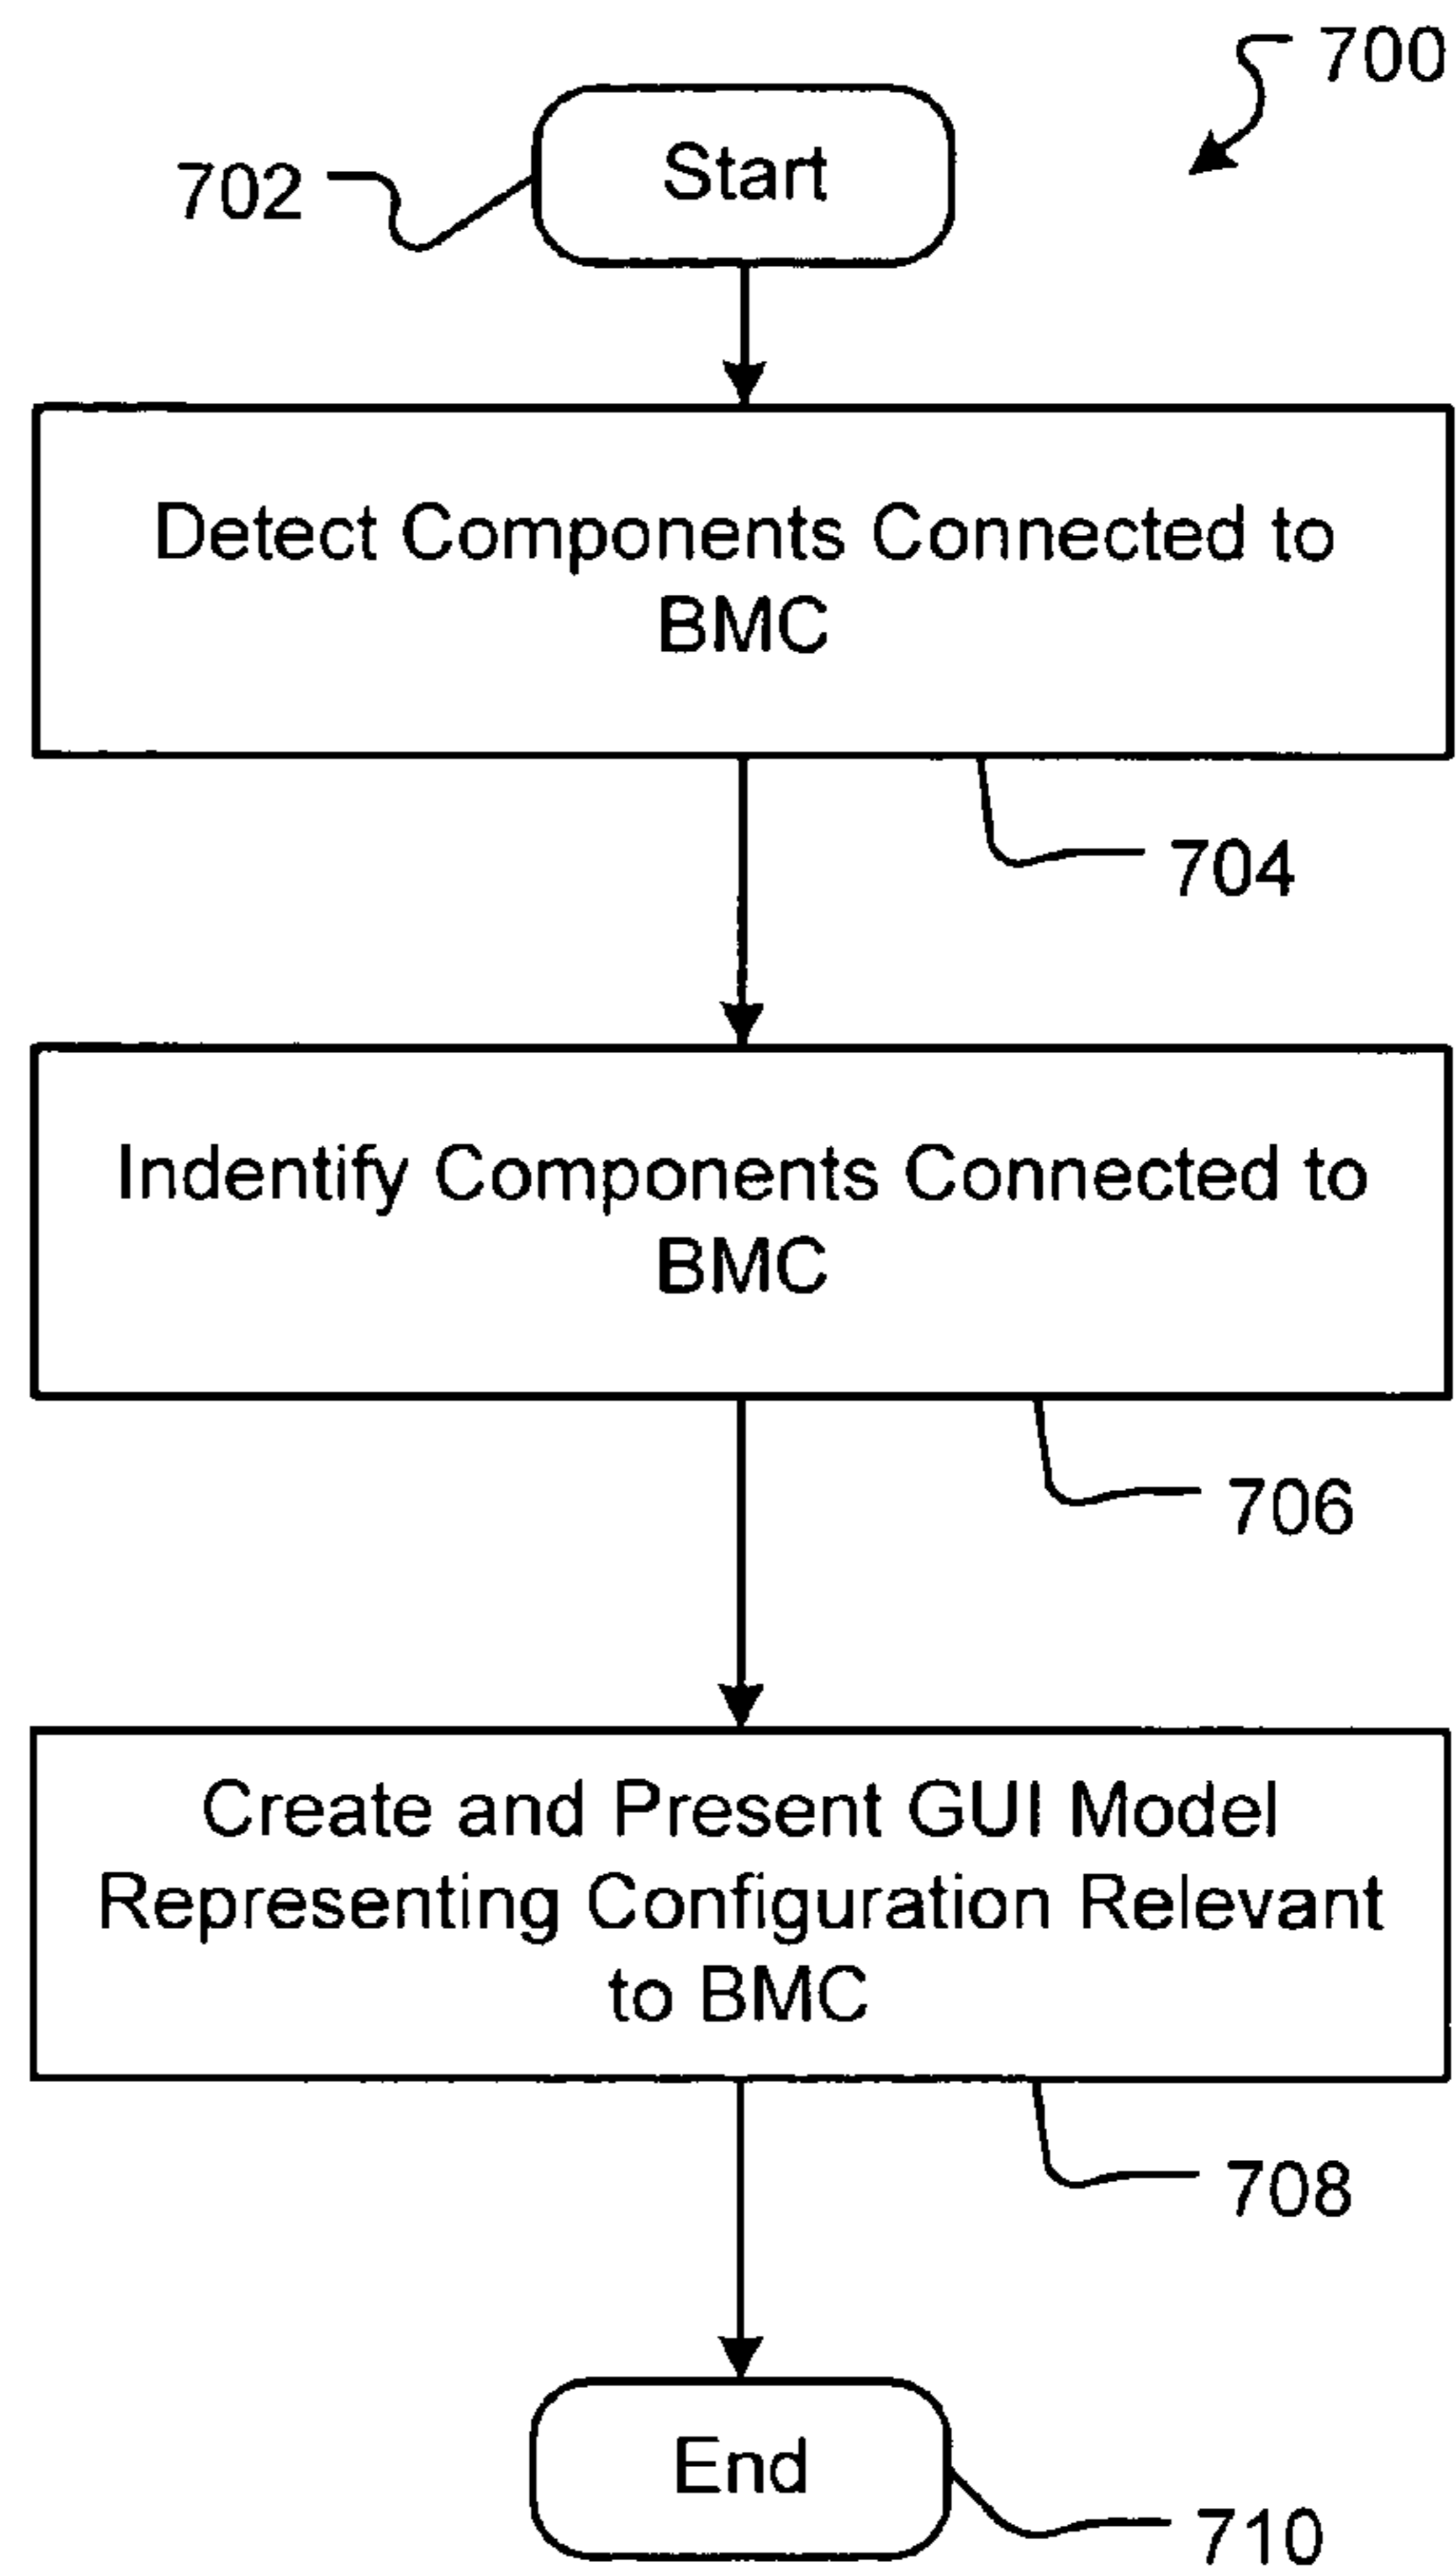 700
702
Start
Detect Components Connected to
BMC
704
Indentify Components Connected to
BMC
706
Create and Present GUI Model
Representing Configuration Relevant
to BMC
708
End
710